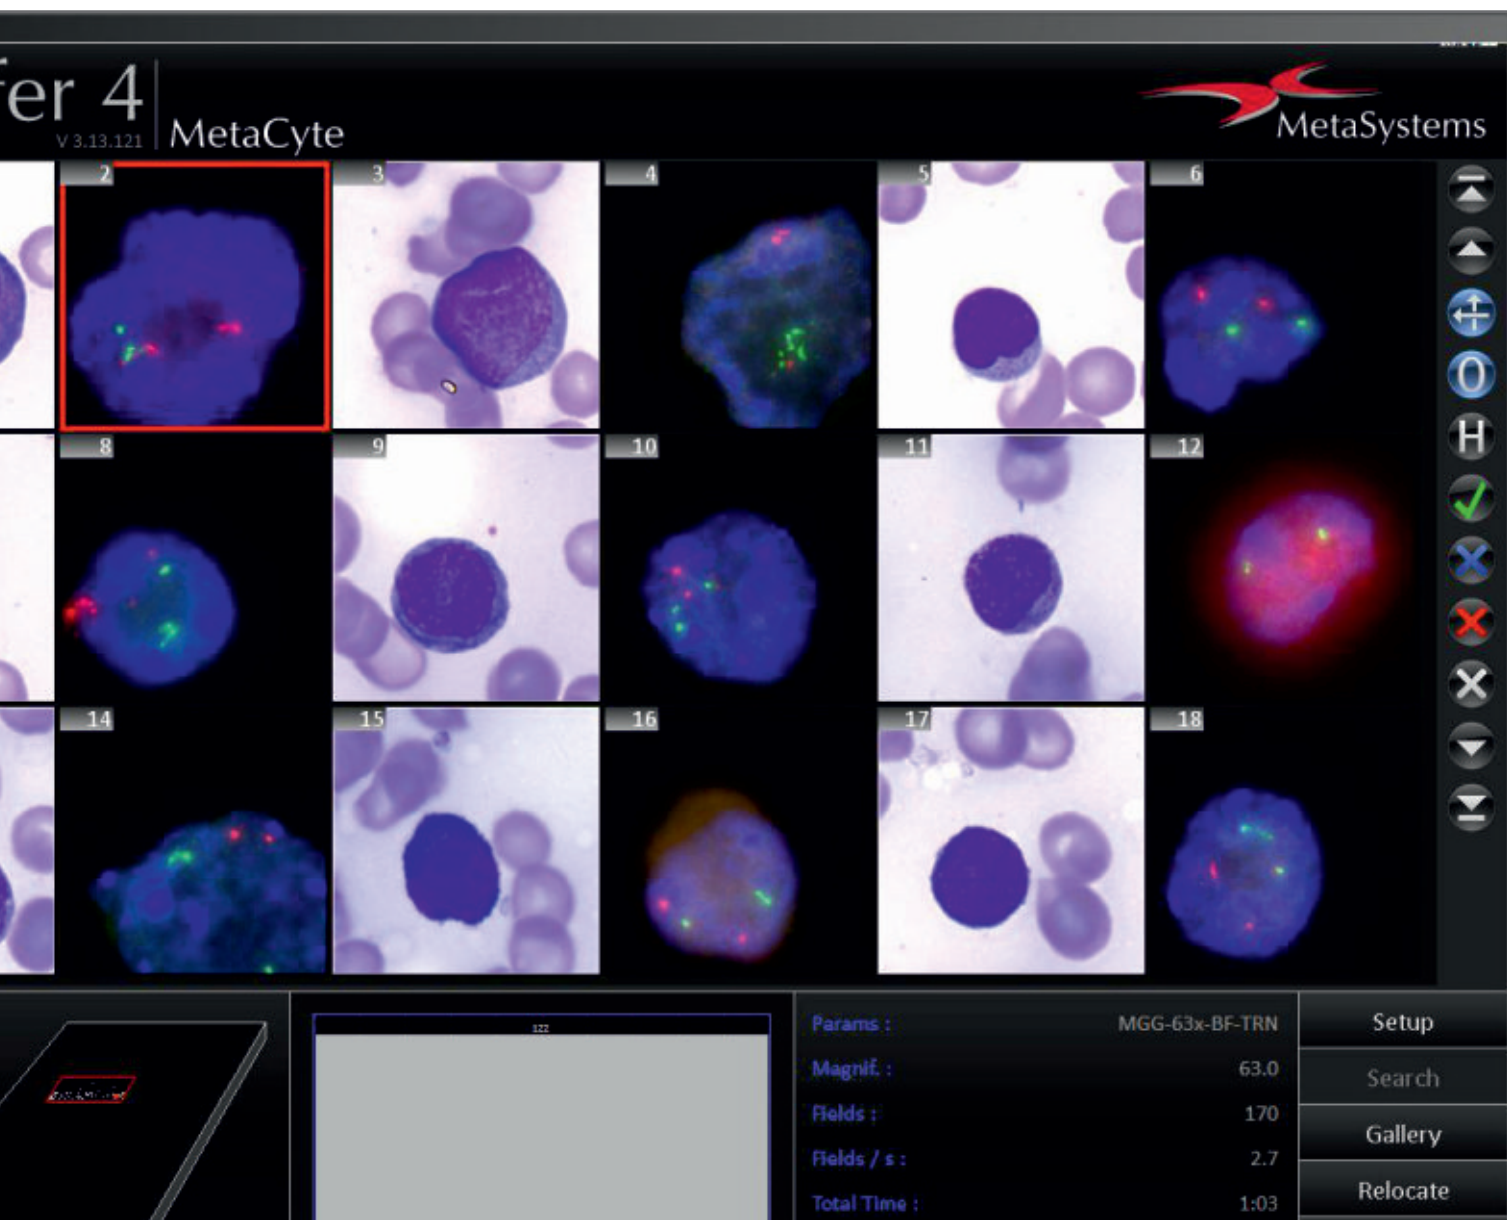 fer 4
V 3.13.121
MetaCyte
MetaSystems
2
3
4
5
6
8
9
10
11
12
14
15
16
17
18
O
H
122
Params : MGG-63x-BF-TRN
Magnif. : 63.0
Fields : 170
Fields / s : 2.7
Total Time : 1:03
Setup
Search
Gallery
Relocate